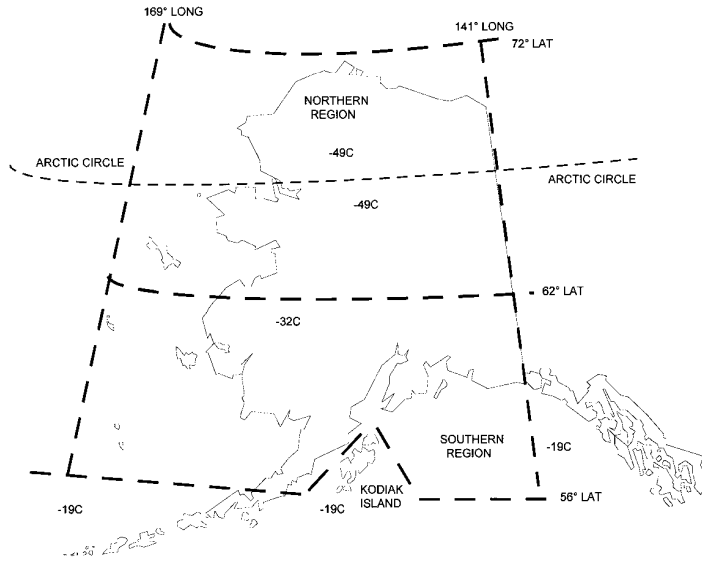 169° LONG
141° LONG
72° LAT
NORTHERN
REGION
-49C
ARCTIC CIRCLE
ARCTIC CIRCLE
-49C
62° LAT
-32C
SOUTHERN
REGION
-19C
KODIAK
ISLAND
-19C
56° LAT
-19C